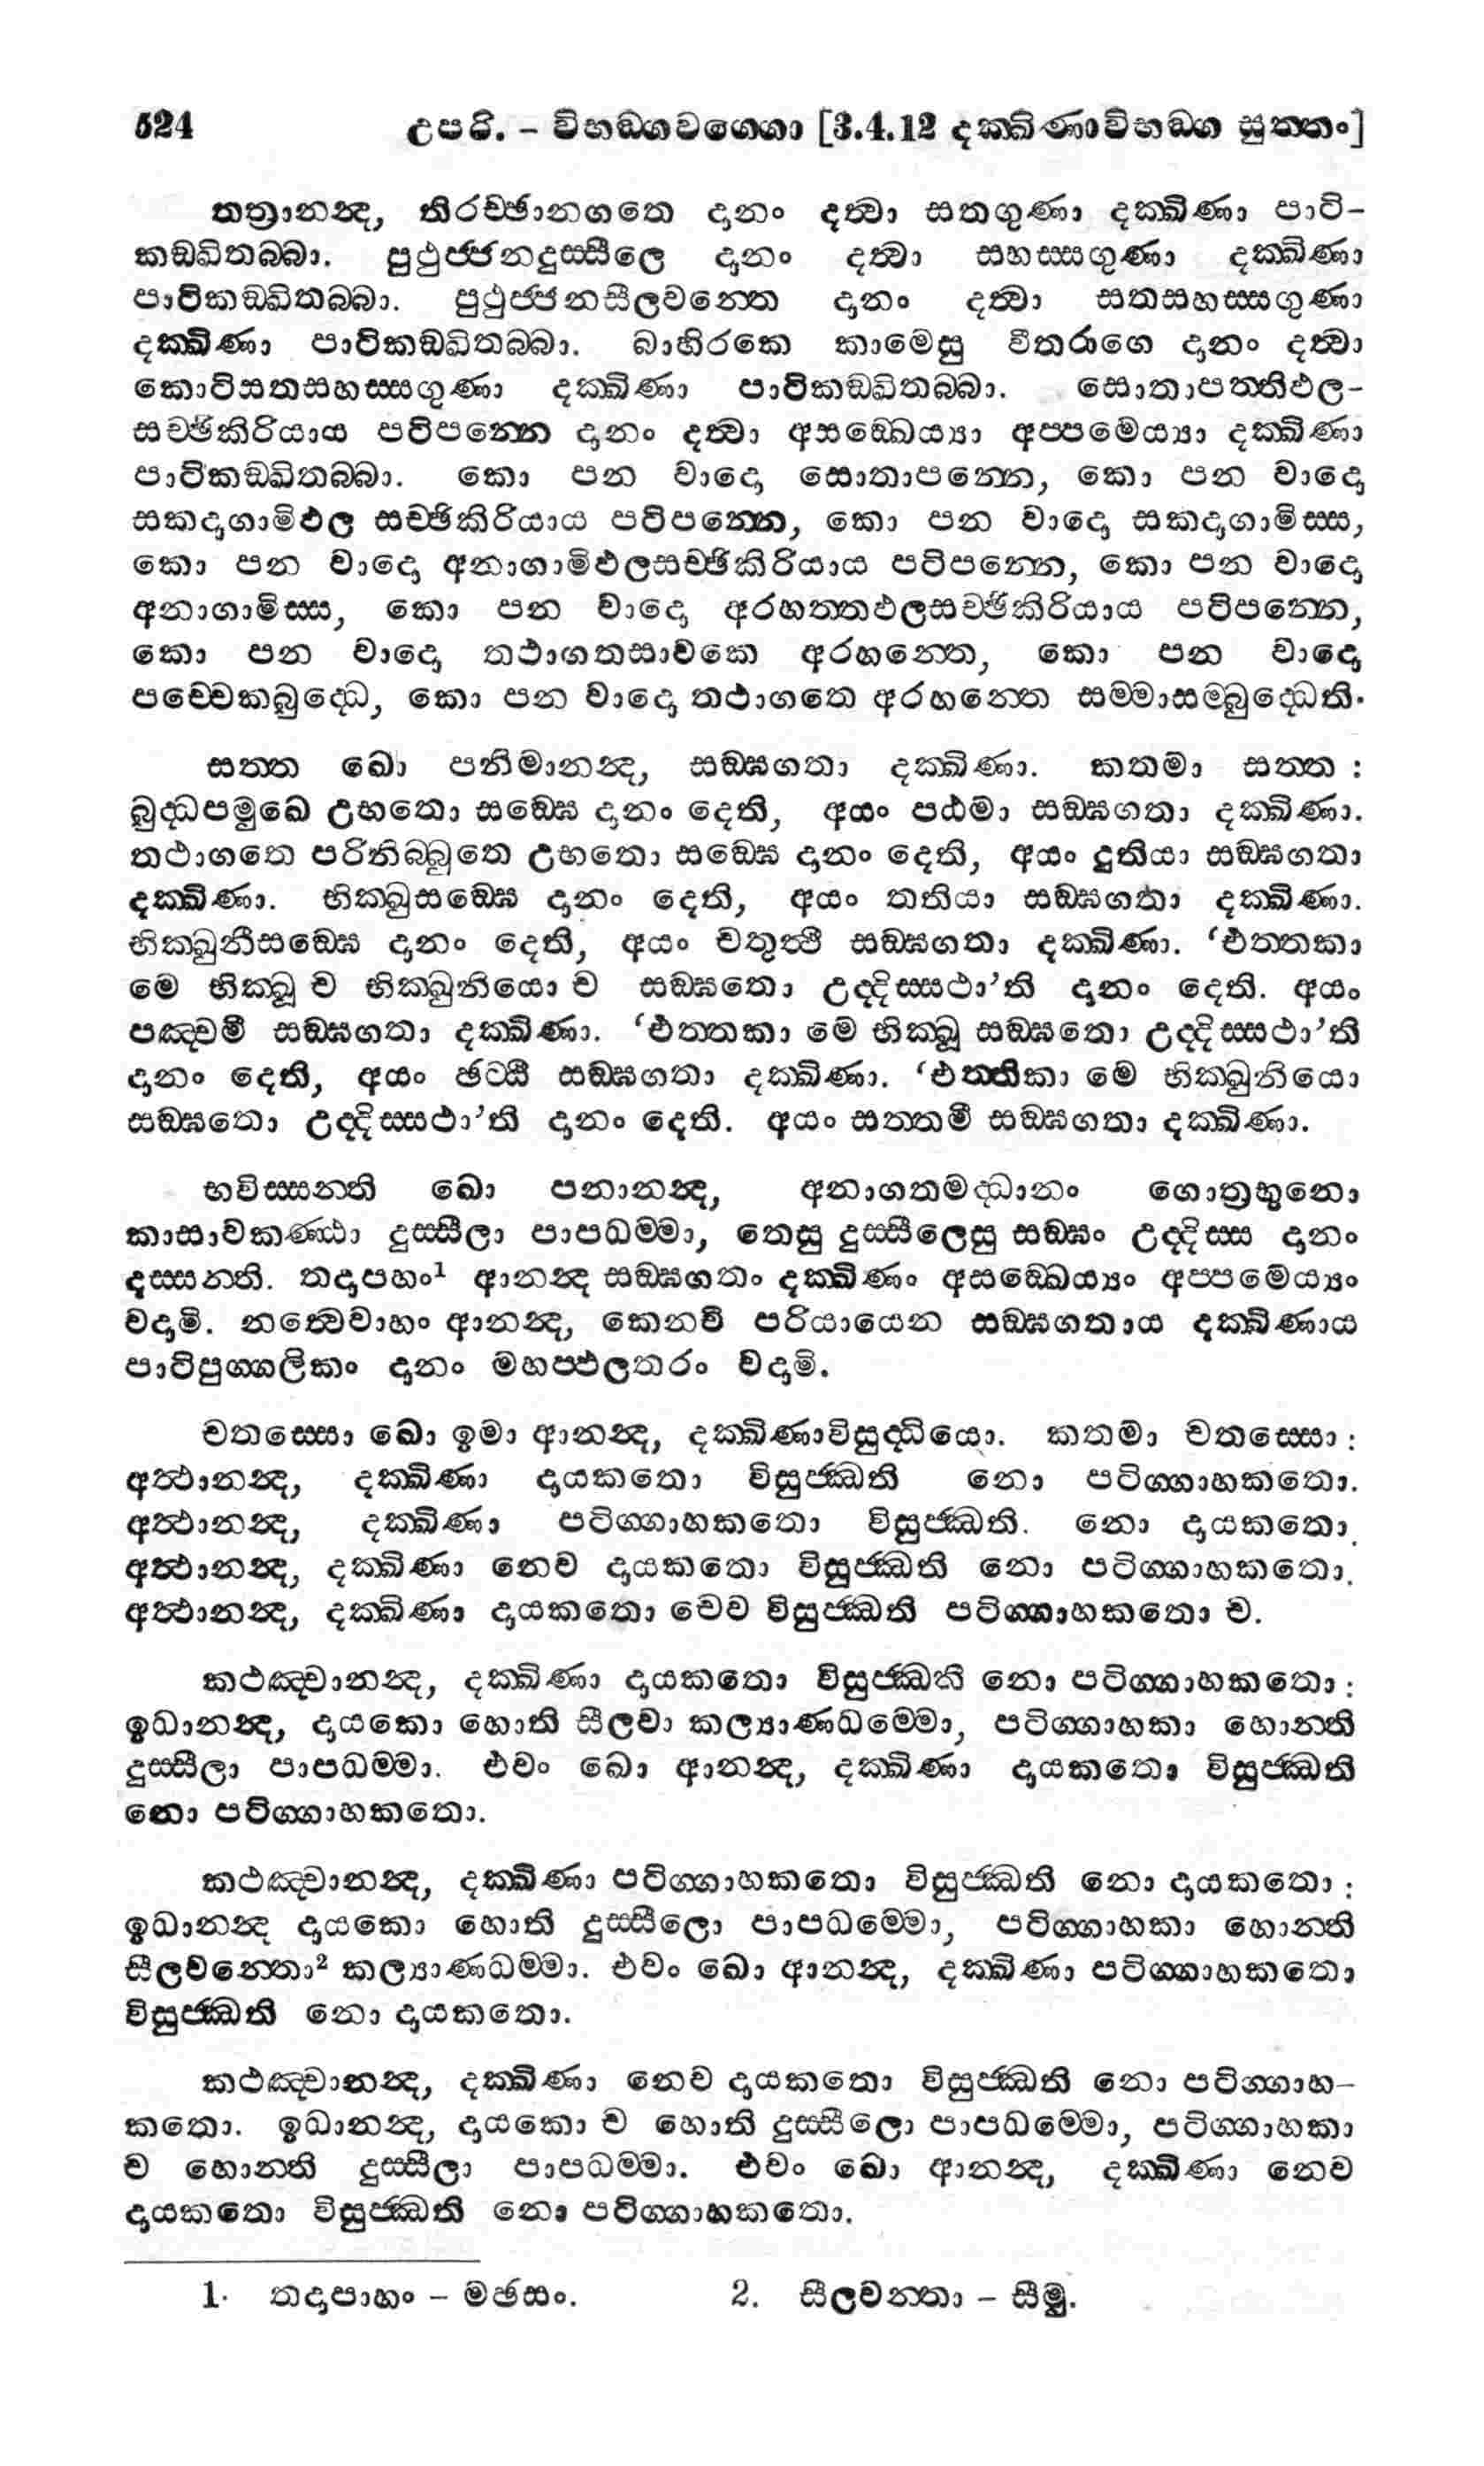 524 උපරි. – විභඞ්ගවග්ගො [3.4.12 දක්ඛිණාවිභඞ්ග සුත්තං]
තත්‍රානන්ද, තිරච්ඡානගතෙ දානං දත්වා සතගුණා දක්ඛිණා පාටි-
කඞ්ඛිතබ්බා. පුථුජ්ජනදුස්සීලෙ දානං දත්වා සහස්සගුණා දක්ඛිණා
පාටිකඞ්ඛිතබ්බා. පුථුජ්ජනසීලවන්තෙ දානං දත්වා සතසහස්සගුණා
දක්ඛිණා පාටිකඞ්ඛිතබ්බා. බාහිරකෙ කාමෙසු වීතරාගෙ දානං දත්වා
කොටිසතසහස්සගුණා දක්ඛිණා පාටිකඞ්ඛිතබ්බා. සොතාපත්තිඵල-
සච්ඡිකිරියාය පටිපන්නෙ දානං දත්වා අසඞ්ඛෙය්‍යා අප්පමෙය්‍යා දක්ඛිණා
පාටිකඞ්ඛිතබ්බා. කො පන වාදො සොතාපන්නෙ, කො පන වාදො
සකදාගාමිඵල සච්ඡිකිරියාය පටිපන්නෙ, කො පන වාදො සකදාගාමිස්ස,
කො පන වාදො අනාගාමිඵලසච්ඡිකිරියාය පටිපන්නෙ, කො පන වාදො
අනාගාමිස්ස, කො පන වාදො අරහත්තඵලසච්ඡිකිරියාය පටිපන්නෙ,
කො පන වාදො තථාගතසාවකෙ අරහන්තෙ, කො පන වාදො
පච්චෙකබුද්ධෙ, කො පන වාදො තථාගතෙ අරහන්තෙ සම්මාසම්බුද්ධෙති.
සත්ත ඛො පනිමානන්ද, සඞ්ඝගතා දක්ඛිණා. කතමා සත්ත :
බුද්ධපමුඛෙ උභතො සඞ්ඝෙ දානං දෙති, අයං පඨමා සඞ්ඝගතා දක්ඛිණා.
තථාගතෙ පරිනිබ්බුතෙ උභතො සඞ්ඝෙ දානං දෙති, අයං දුතියා සඞ්ඝගතා
දක්ඛිණා. භික්ඛුසඞ්ඝෙ දානං දෙති, අයං තතියා සඞ්ඝගතා දක්ඛිණා.
භික්ඛුනීසඞ්ඝෙ දානං දෙති, අයං චතුත්ථී සඞ්ඝගතා දක්ඛිණා. ‘එත්තකා
මෙ භික්ඛූ ච භික්ඛුනියො ච සඞ්ඝතො උද්දිස්සථා’ති දානං දෙති. අයං
පඤ්චමී සඞ්ඝගතා දක්ඛිණා. ‘එත්තකා මෙ භික්ඛූ සඞ්ඝතො උද්දිස්සථා’ති
දානං දෙති, අයං ඡට්ඨී සඞ්ඝගතා දක්ඛිණා. ‘එත්තිකා මෙ භික්ඛුනියො
සඞ්ඝතො උද්දිස්සථා’ති දානං දෙති. අයං සත්තමී සඞ්ඝගතා දක්ඛිණා.
භවිස්සන්ති ඛො පනානන්ද, අනාගතමද්ධානං ගොත්‍රභුනො
කාසාවකණ්ඨා දුස්සීලා පාපධම්මා, තෙසු දුස්සීලෙසු සඞ්ඝං උද්දිස්ස දානං
දස්සන්ති. තදාපහං¹ ආනන්ද සඞ්ඝගතං දක්ඛිණං අසඞ්ඛෙය්‍යං අප්පමෙය්‍යං
වදාමි. නත්වෙවාහං ආනන්ද, කෙනචි පරියායෙන සඞ්ඝගතාය දක්ඛිණාය
පාටිපුග්ගලිකං දානං මහප්ඵලතරං වදාමි.
චතස්සො ඛො ඉමා ආනන්ද, දක්ඛිණාවිසුද්ධියො. කතමා චතස්සො :
අත්ථානන්ද, දක්ඛිණා දායකතො විසුජ්ඣති නො පටිග්ගාහකතො.
අත්ථානන්ද, දක්ඛිණා පටිග්ගාහකතො විසුජ්ඣති. නො දායකතො.
අත්ථානන්ද, දක්ඛිණා නෙව දායකතො විසුජ්ඣති නො පටිග්ගාහකතො.
අත්ථානන්ද, දක්ඛිණා දායකතො චෙව විසුජ්ඣති පටිග්ගාහකතො ච.
කථඤ්චානන්ද, දක්ඛිණා දායකතො විසුජ්ඣති නො පටිග්ගාහකතො :
ඉධානන්ද, දායකො හොති සීලවා කල්‍යාණධම්මො, පටිග්ගාහකා හොන්ති
දුස්සීලා පාපධම්මා. එවං ඛො ආනන්ද, දක්ඛිණා දායකතො විසුජ්ඣති
නො පටිග්ගාහකතො.
කථඤ්චානන්ද, දක්ඛිණා පටිග්ගාහකතො විසුජ්ඣති නො දායකතො :
ඉධානන්ද දායකො හොති දුස්සීලො පාපධම්මො, පටිග්ගාහකා හොන්ති
සීලවන්තො² කල්‍යාණධම්මා. එවං ඛො ආනන්ද, දක්ඛිණා පටිග්ගාහකතො
විසුජ්ඣති නො දායකතො.
කථඤ්චානන්ද, දක්ඛිණා නෙව දායකතො විසුජ්ඣති නො පටිග්ගාහ–
කතො. ඉධානන්ද, දායකො ච හොති දුස්සීලො පාපධම්මො, පටිග්ගාහකා
ච හොන්ති දුස්සීලා පාපධම්මා. එවං ඛො ආනන්ද, දක්ඛිණා නෙව
දායකතො විසුජ්ඣති නො පටිග්ගාහකතො.
1. තදාපාහං – මඡසං. 2. සීලවන්තා – සීමු.